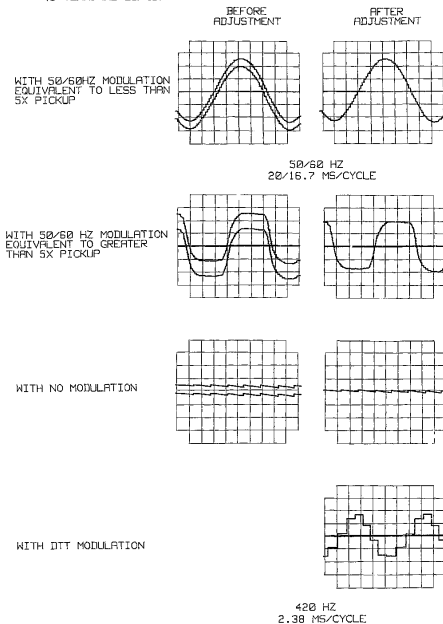 BEFORE
ADJUSTMENT
AFTER
ADJUSTMENT
WITH 50/60HZ MODULATION
EQUIVALENT TO LESS THAN
5X PICKUP
50/60 HZ
20/16.7 MS/CYCLE
WITH 50/60 HZ MODULATION
EQUIVALENT TO GREATER
THAN 5X PICKUP
WITH NO MODULATION
WITH DTT MODULATION
420 HZ
2.38 MS/CYCLE